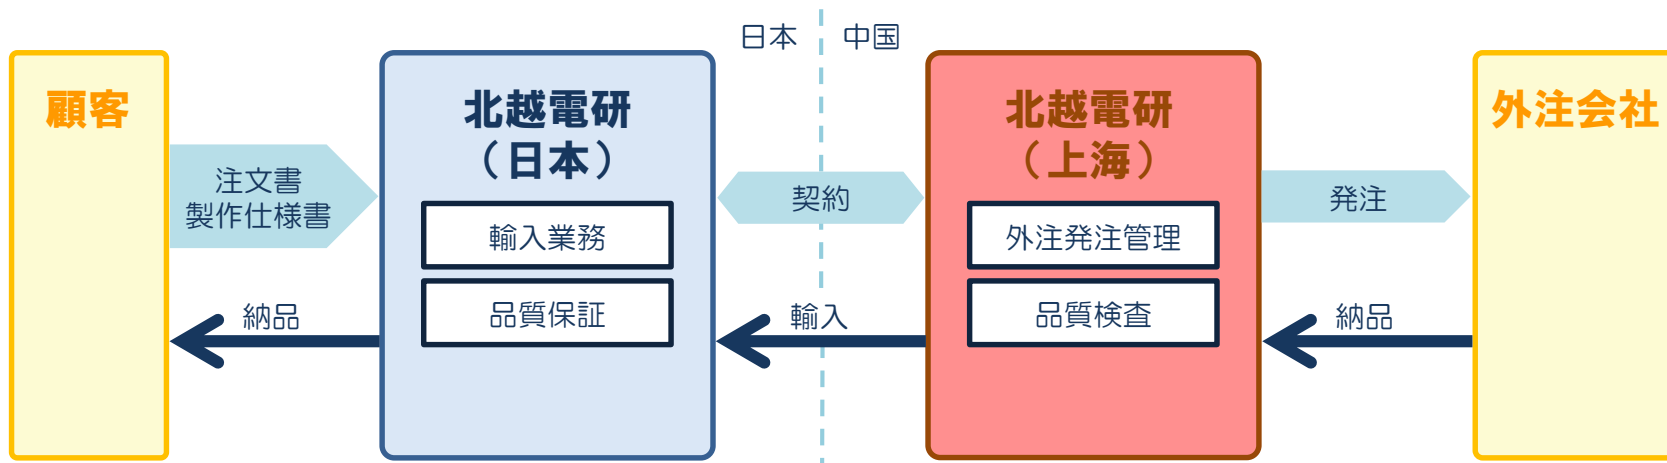 日本
中国
顧客
注文書
製作仕様書
納品
北越電研
（日本）
輸入業務
品質保証
契約
輸入
北越電研
（上海）
外注発注管理
品質検査
発注
納品
外注会社